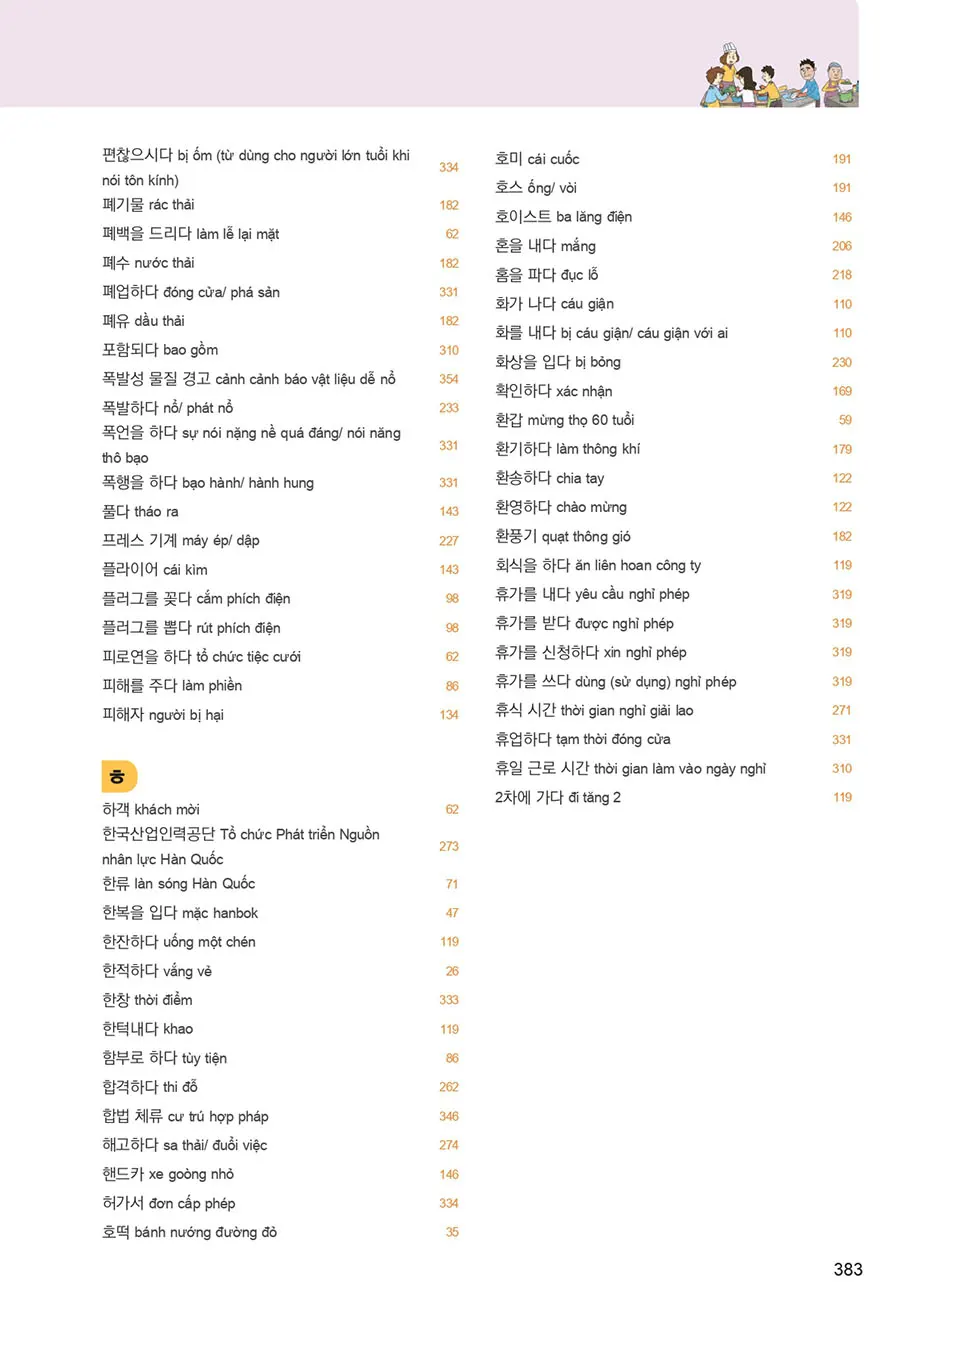 편찮으시다 bị ốm (từ dùng cho người lớn tuổi khi
nói tôn kính) 334
폐기물 rác thải 182
폐백을 드리다 làm lễ lại mặt 62
폐수 nước thải 182
폐업하다 đóng cửa/ phá sản 331
폐유 dầu thải 182
포함되다 bao gồm 310
폭발성 물질 경고 cảnh cảnh báo vật liệu dễ nổ 354
폭발하다 nổ/ phát nổ 233
폭언을 하다 sự nói nặng nề quá đáng/ nói năng
thô bạo 331
폭행을 하다 bạo hành/ hành hung 331
풀다 tháo ra 143
프레스 기계 máy ép/ dập 227
플라이어 cái kìm 143
플러그를 꽂다 cắm phích điện 98
플러그를 뽑다 rút phích điện 98
피로연을 하다 tổ chức tiệc cưới 62
피해를 주다 làm phiền 86
피해자 người bị hại 134
ㅎ
하객 khách mời 62
한국산업인력공단 Tổ chức Phát triển Nguồn
nhân lực Hàn Quốc 273
한류 làn sóng Hàn Quốc 71
한복을 입다 mặc hanbok 47
한잔하다 uống một chén 119
한적하다 vắng vẻ 26
한창 thời điểm 333
한턱내다 khao 119
함부로 하다 tùy tiện 86
합격하다 thi đỗ 262
합법 체류 cư trú hợp pháp 346
해고하다 sa thải/ đuổi việc 274
핸드카 xe goòng nhỏ 146
허가서 đơn cấp phép 334
호떡 bánh nướng đường đỏ 35
호미 cái cuốc 191
호스 ống/ vòi 191
호이스트 ba lăng điện 146
혼을 내다 mắng 206
홈을 파다 đục lỗ 218
화가 나다 cáu giận 110
화를 내다 bị cáu giận/ cáu giận với ai 110
화상을 입다 bị bỏng 230
확인하다 xác nhận 169
환갑 mừng thọ 60 tuổi 59
환기하다 làm thông khí 179
환송하다 chia tay 122
환영하다 chào mừng 122
환풍기 quạt thông gió 182
회식을 하다 ăn liên hoan công ty 119
휴가를 내다 yêu cầu nghỉ phép 319
휴가를 받다 được nghỉ phép 319
휴가를 신청하다 xin nghỉ phép 319
휴가를 쓰다 dùng (sử dụng) nghỉ phép 319
휴식 시간 thời gian nghỉ giải lao 271
휴업하다 tạm thời đóng cửa 331
휴일 근로 시간 thời gian làm vào ngày nghỉ 310
2차에 가다 đi tăng 2 119
383